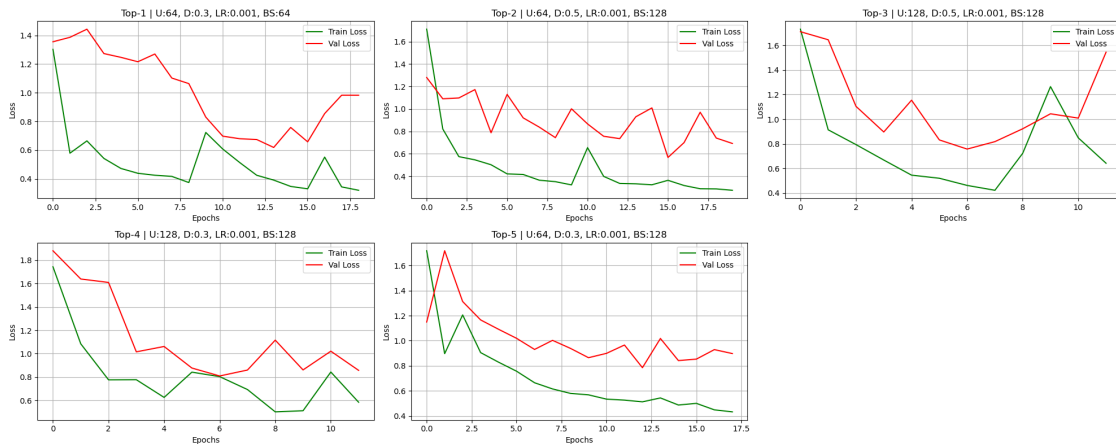 Top-1 | U:64, D:0.3, LR:0.001, BS:64
Train Loss
Val Loss
Loss
1.4
1.2
1.0
0.8
0.6
0.4
0.0 2.5 5.0 7.5 10.0 12.5 15.0 17.5
Epochs
Top-2 | U:64, D:0.5, LR:0.001, BS:128
Train Loss
Val Loss
Loss
1.6
1.4
1.2
1.0
0.8
0.6
0.4
0.0 2.5 5.0 7.5 10.0 12.5 15.0 17.5
Epochs
Top-3 | U:128, D:0.5, LR:0.001, BS:128
Train Loss
Val Loss
Loss
1.6
1.4
1.2
1.0
0.8
0.6
0.4
0 2 4 6 8 10
Epochs
Top-4 | U:128, D:0.3, LR:0.001, BS:128
Train Loss
Val Loss
Loss
1.8
1.6
1.4
1.2
1.0
0.8
0.6
0 2 4 6 8 10
Epochs
Top-5 | U:64, D:0.3, LR:0.001, BS:128
Train Loss
Val Loss
Loss
1.6
1.4
1.2
1.0
0.8
0.6
0.4
0.0 2.5 5.0 7.5 10.0 12.5 15.0 17.5
Epochs